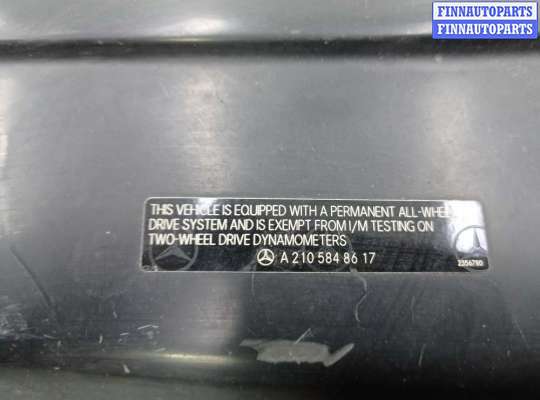 FINNAUTOPARTS
FINNAUTOPARTS
THIS VEHICLE IS EQUIPPED WITH A PERMANENT ALL-WHEEL
DRIVE SYSTEM AND IS EXEMPT FROM I/M TESTING ON
TWO-WHEEL DRIVE DYNAMOMETERS
A 210 584 86 17
2356780